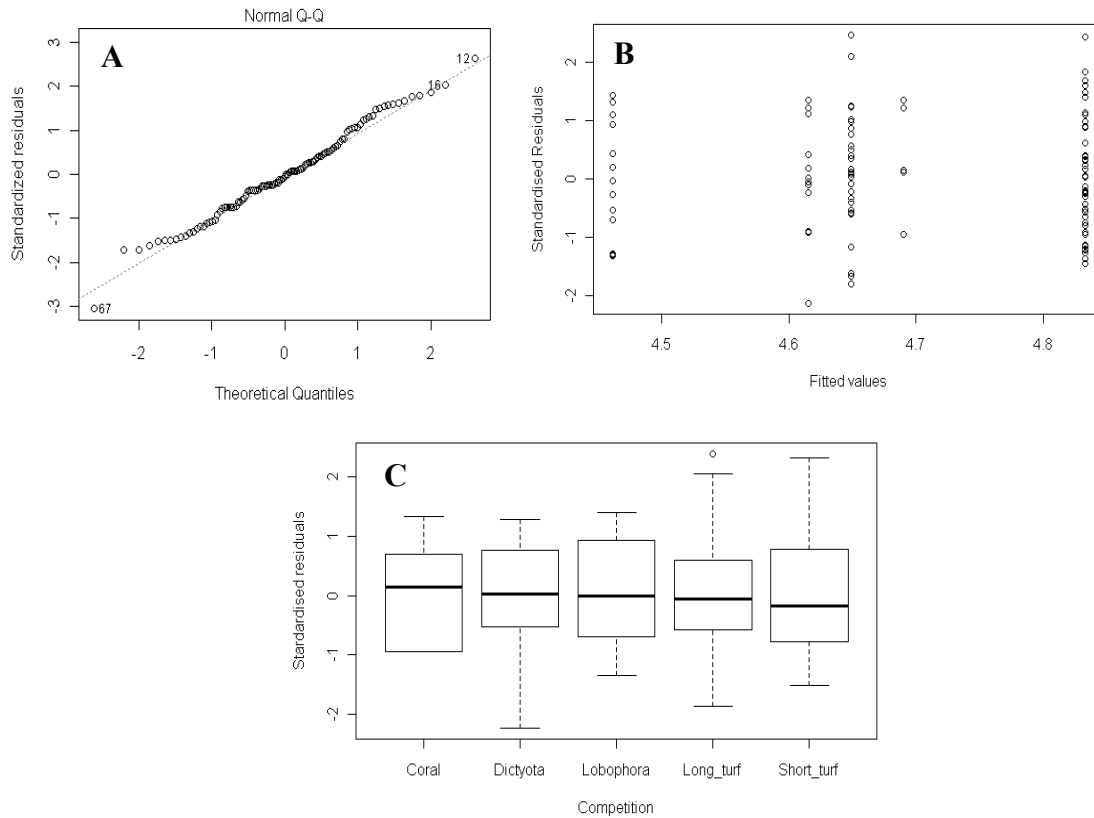 Normal Q-Q
A
Standardized residuals
3
2
1
0
-1
-2
-3
12
16
67
-2
-1
0
1
2
Theoretical Quantiles
B
Standardised Residuals
2
1
0
-1
-2
4.5
4.6
4.7
4.8
Fitted values
C
Standardised residuals
2
1
0
-1
-2
Coral
Dictyota
Lobophora
Long_turf
Short_turf
Competition